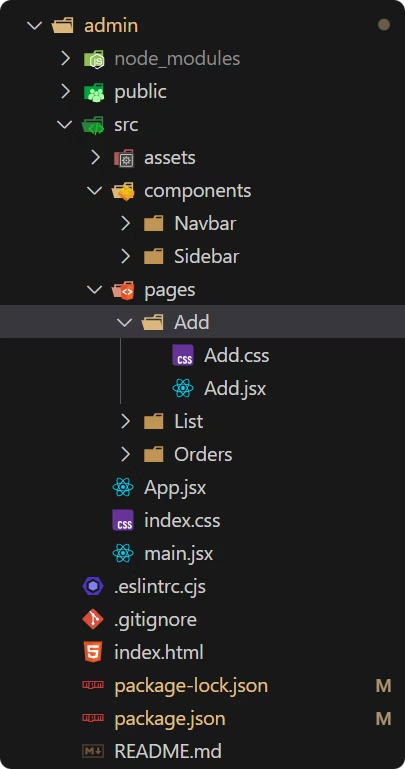 admin
node_modules
public
src
assets
components
Navbar
Sidebar
pages
Add
Add.css
Add.jsx
List
Orders
App.jsx
index.css
main.jsx
.eslintrc.cjs
.gitignore
index.html
package-lock.json M
package.json M
README.md